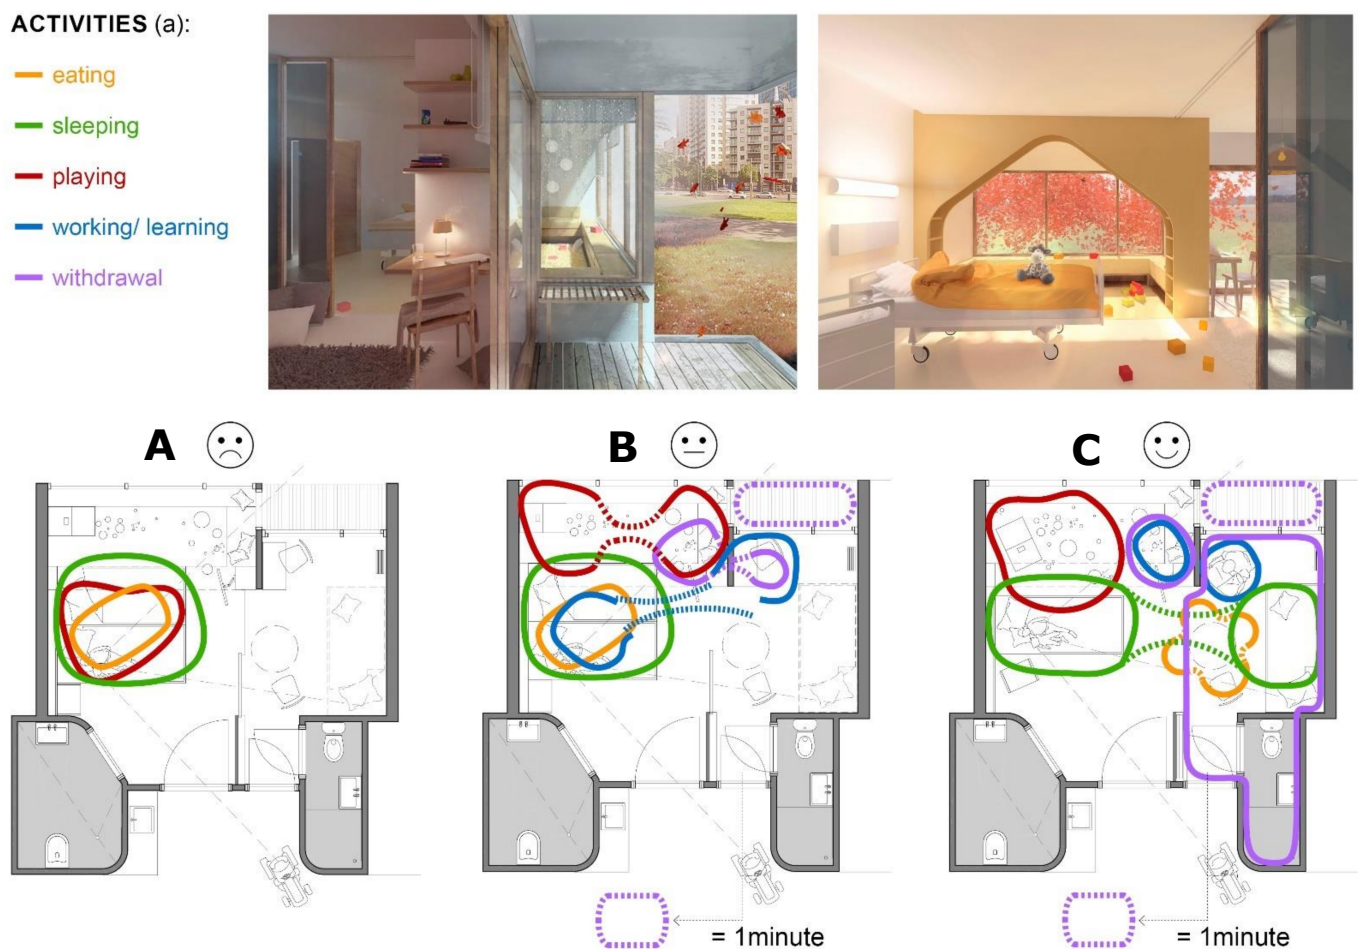 ACTIVITIES (a):
eating
sleeping
playing
working/ learning
withdrawal
A
B
C
= 1minute
= 1minute